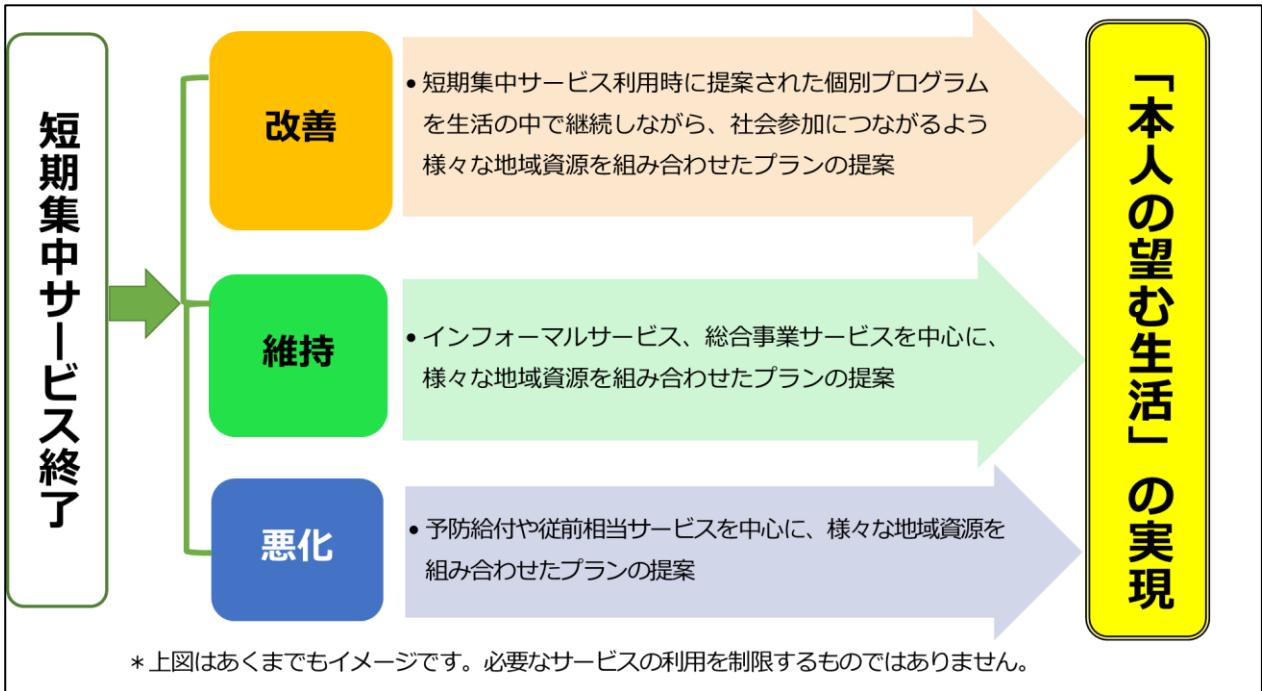 短期集中サービス終了
改善
• 短期集中サービス利用時に提案された個別プログラム
を生活の中で継続しながら、社会参加につながるよう
様々な地域資源を組み合わせたプランの提案
維持
• インフォーマルサービス、総合事業サービスを中心に、
様々な地域資源を組み合わせたプランの提案
悪化
• 予防給付や従前相当サービスを中心に、様々な地域資源を
組み合わせたプランの提案
「本人の望む生活」の実現
＊上図はあくまでもイメージです。必要なサービスの利用を制限するものではありません。